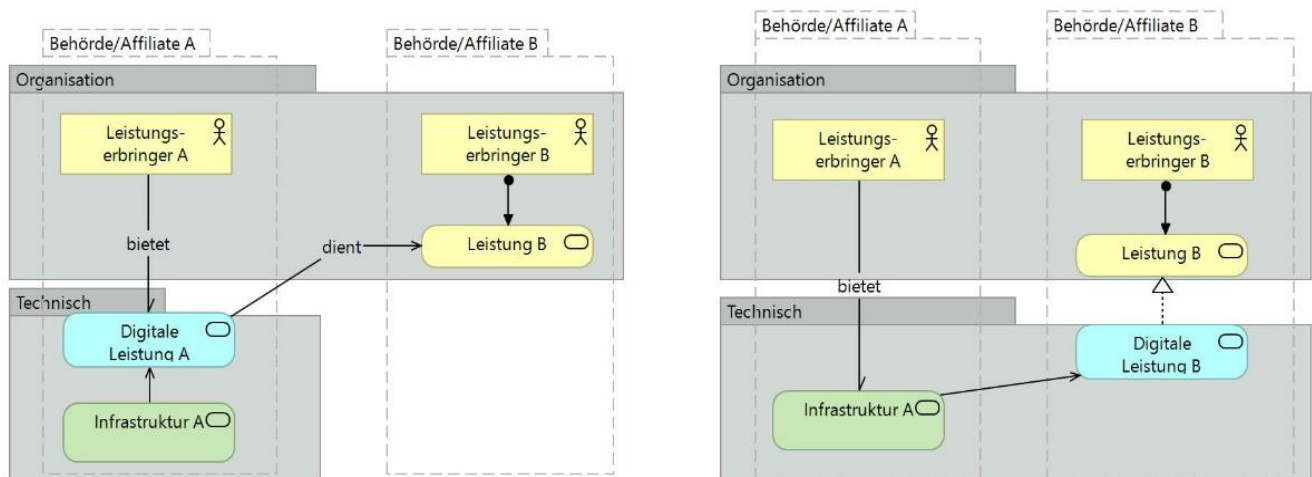 Behörde/Affiliate A
Behörde/Affiliate B
Organisation
Leistungs-
erbringer A
Leistungs-
erbringer B
bietet
dient
Leistung B
Technisch
Digitale
Leistung A
Infrastruktur A
Behörde/Affiliate A
Behörde/Affiliate B
Organisation
Leistungs-
erbringer A
Leistungs-
erbringer B
Leistung B
bietet
Technisch
Digitale
Leistung B
Infrastruktur A